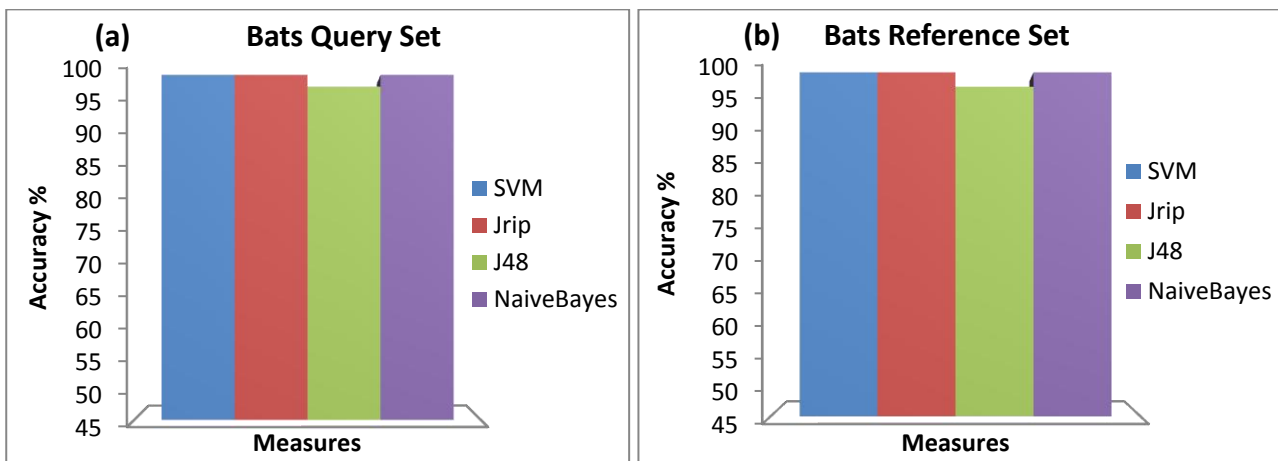 (a) Bats Query Set
100
95
90
85
80
75
70
65
60
55
50
45
Accuracy %
Measures
SVM
Jrip
J48
NaiveBayes
(b) Bats Reference Set
100
95
90
85
80
75
70
65
60
55
50
45
Accuracy %
Measures
SVM
Jrip
J48
NaiveBayes